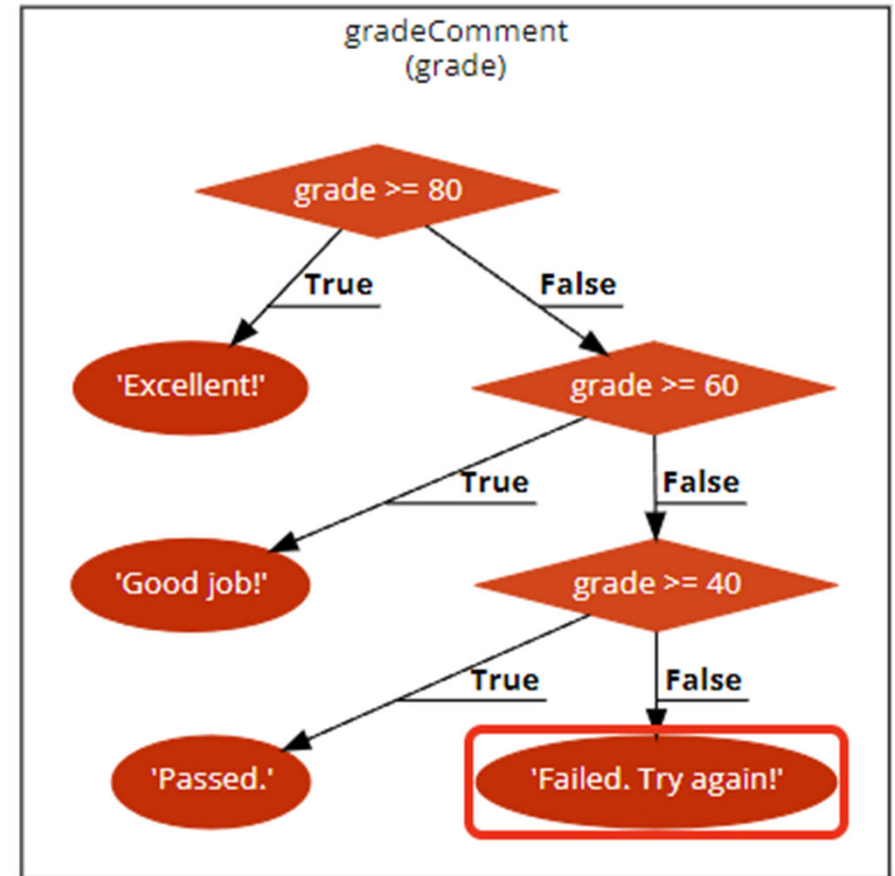 gradeComment
(grade)
grade >= 80
True
False
'Excellent!'
grade >= 60
True
False
'Good job!'
grade >= 40
True
False
'Passed.'
'Failed. Try again!'